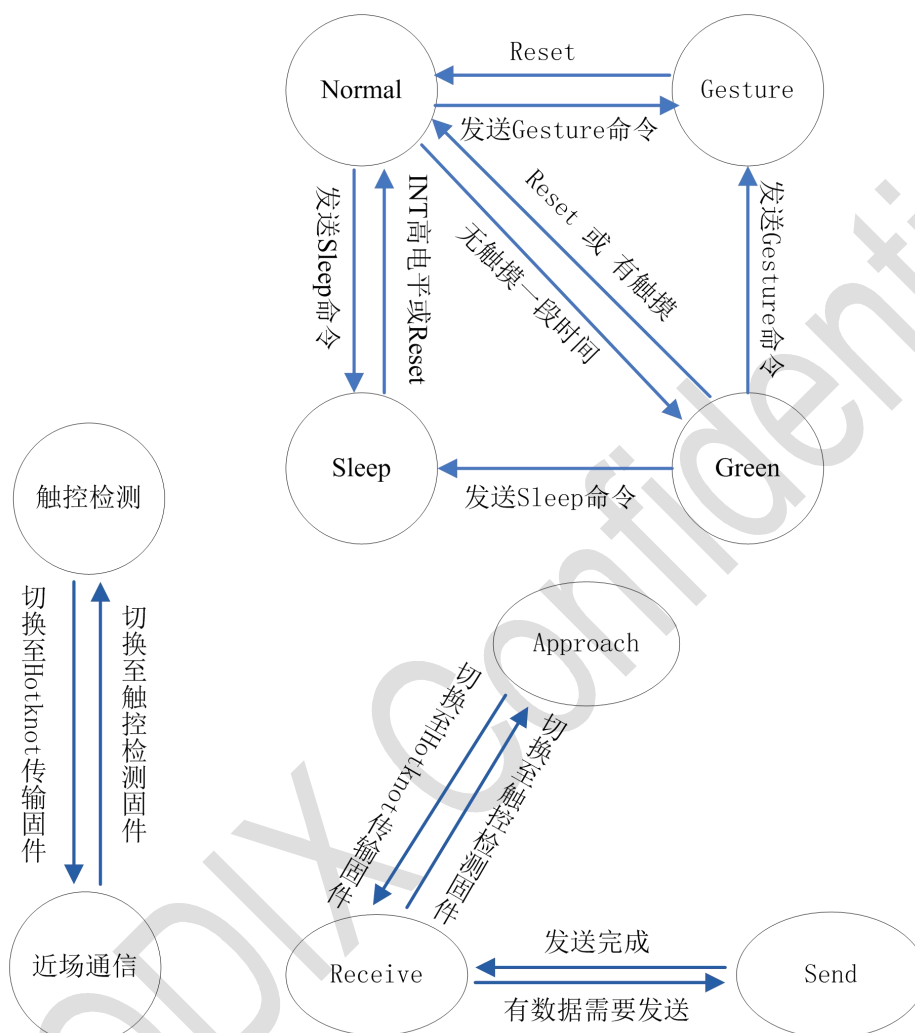 Reset
Normal
Gesture
发送Gesture命令
Reset 或 有触摸
无触摸一段时间
发送Sleep命令
INT高电平或Reset
发送Gesture命令
Sleep
Green
发送Sleep命令
触控检测
切换至Hotknot传输固件
切换至触控检测固件
近场通信
Approach
切换至Hotknot传输固件
切换至触控检测固件
Receive
发送完成
有数据需要发送
Send
ODIX Confidenti